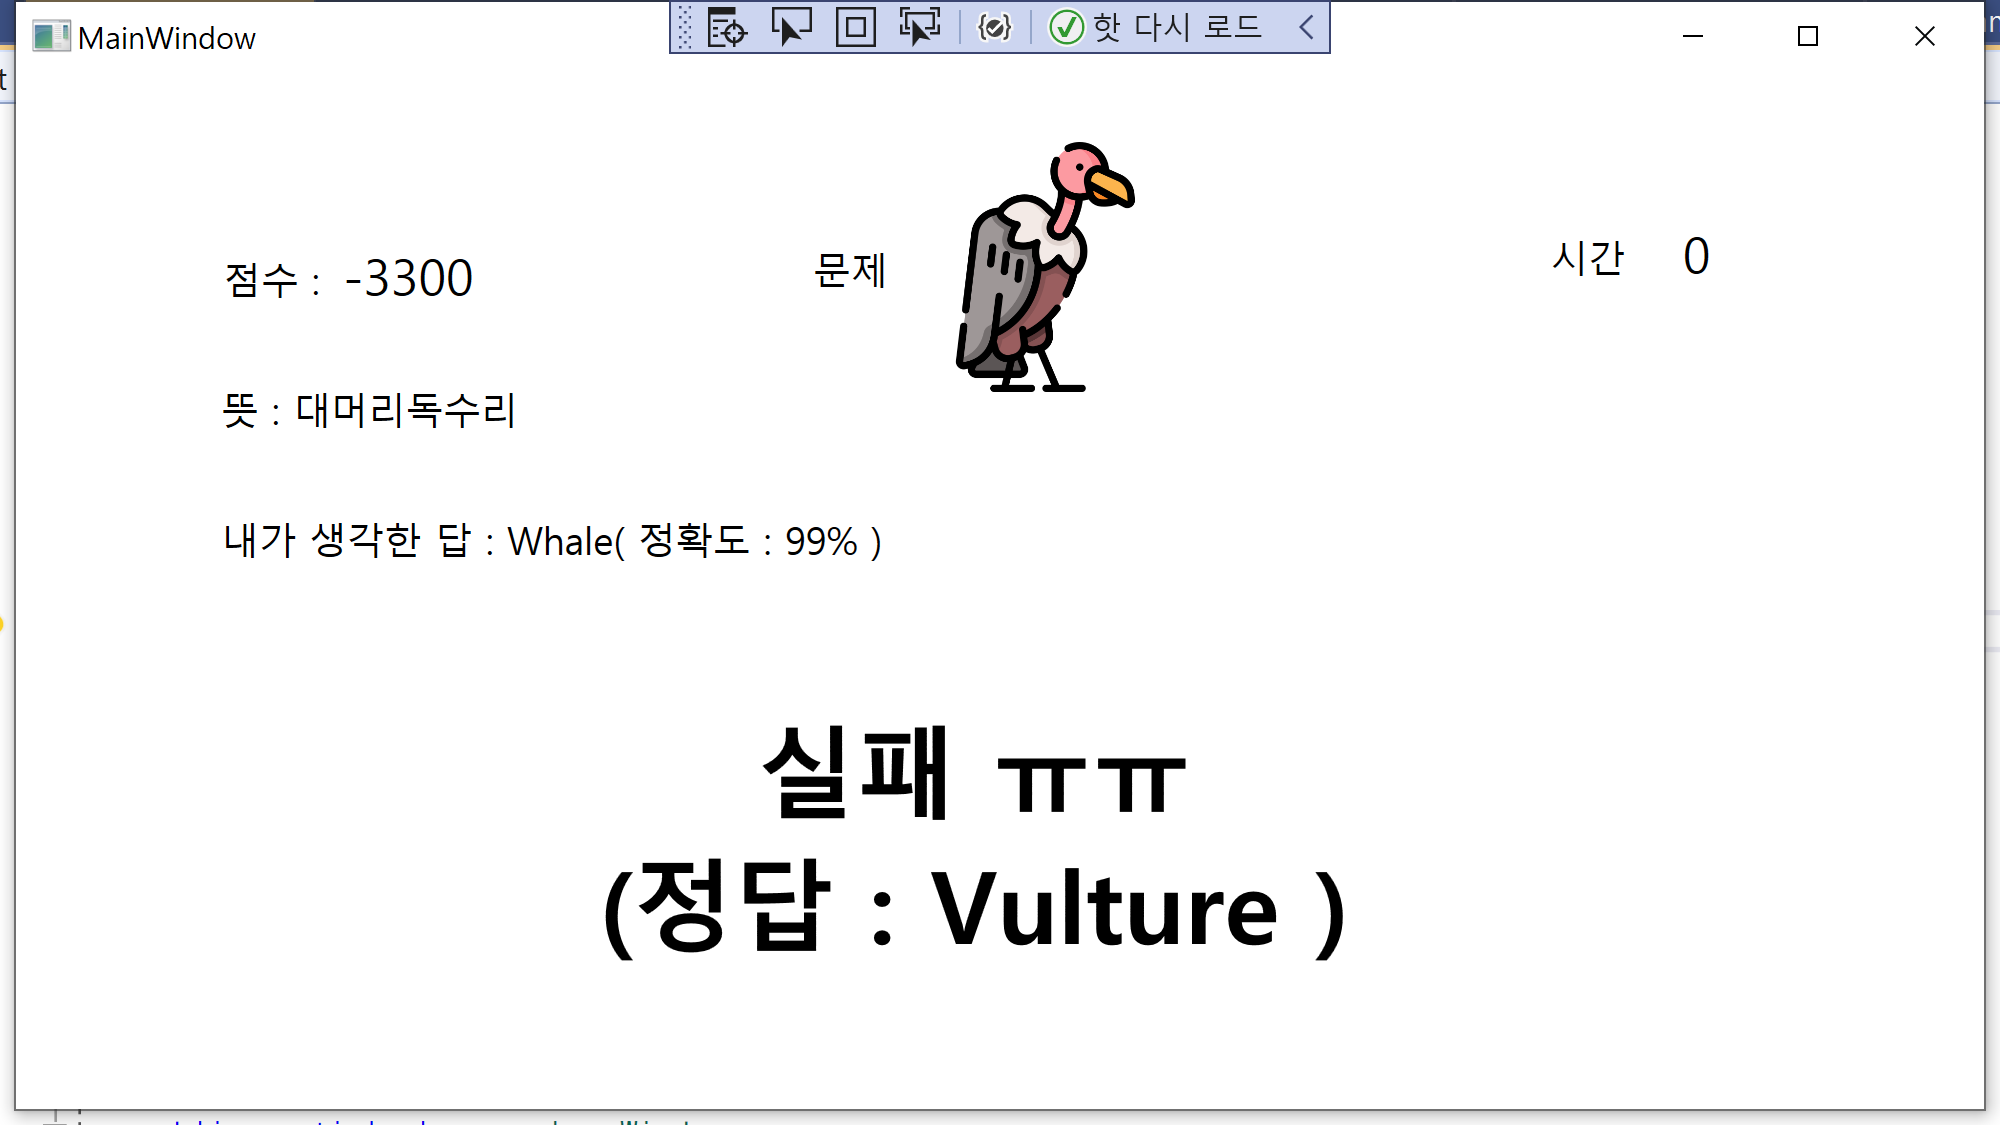 MainWindow
핫 다시 로드
점수 : -3300
문제
시간 0
뜻 : 대머리독수리
내가 생각한 답 : Whale( 정확도 : 99% )
실패 ㅠㅠ
(정답 : Vulture )